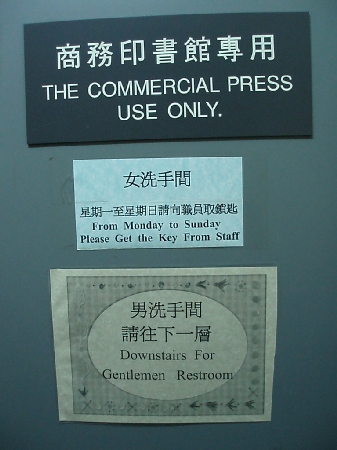 商務印書館專用
THE COMMERCIAL PRESS
USE ONLY.
女洗手間
星期一至星期日請向職員取鎖匙
From Monday to Sunday
Please Get the Key From Staff
男洗手間
請往下一層
Downstairs For
Gentlemen Restroom